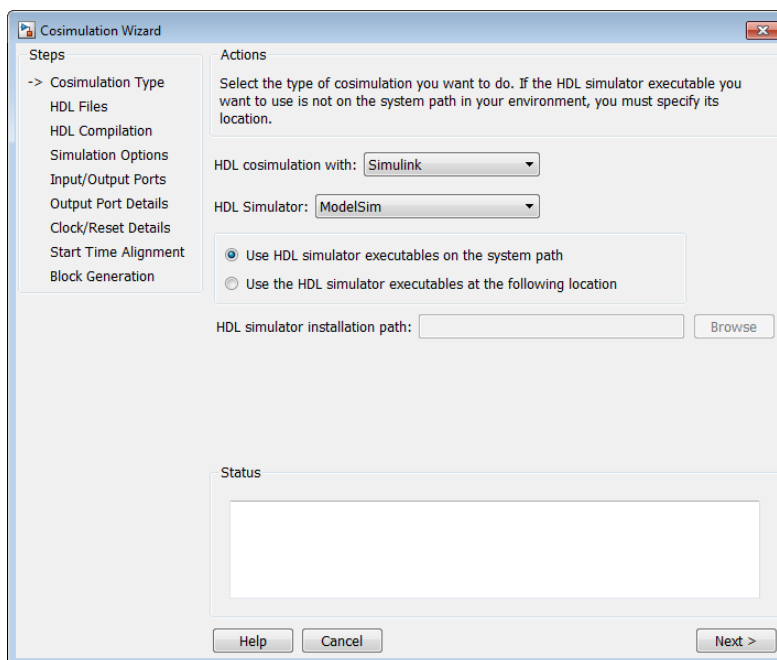 Cosimulation Wizard
Steps
-> Cosimulation Type
HDL Files
HDL Compilation
Simulation Options
Input/Output Ports
Output Port Details
Clock/Reset Details
Start Time Alignment
Block Generation
Actions
Select the type of cosimulation you want to do. If the HDL simulator executable you
want to use is not on the system path in your environment, you must specify its
location.
HDL cosimulation with: Simulink
HDL Simulator: ModelSim
Use HDL simulator executables on the system path
Use the HDL simulator executables at the following location
HDL simulator installation path: Browse
Status
Help Cancel Next >